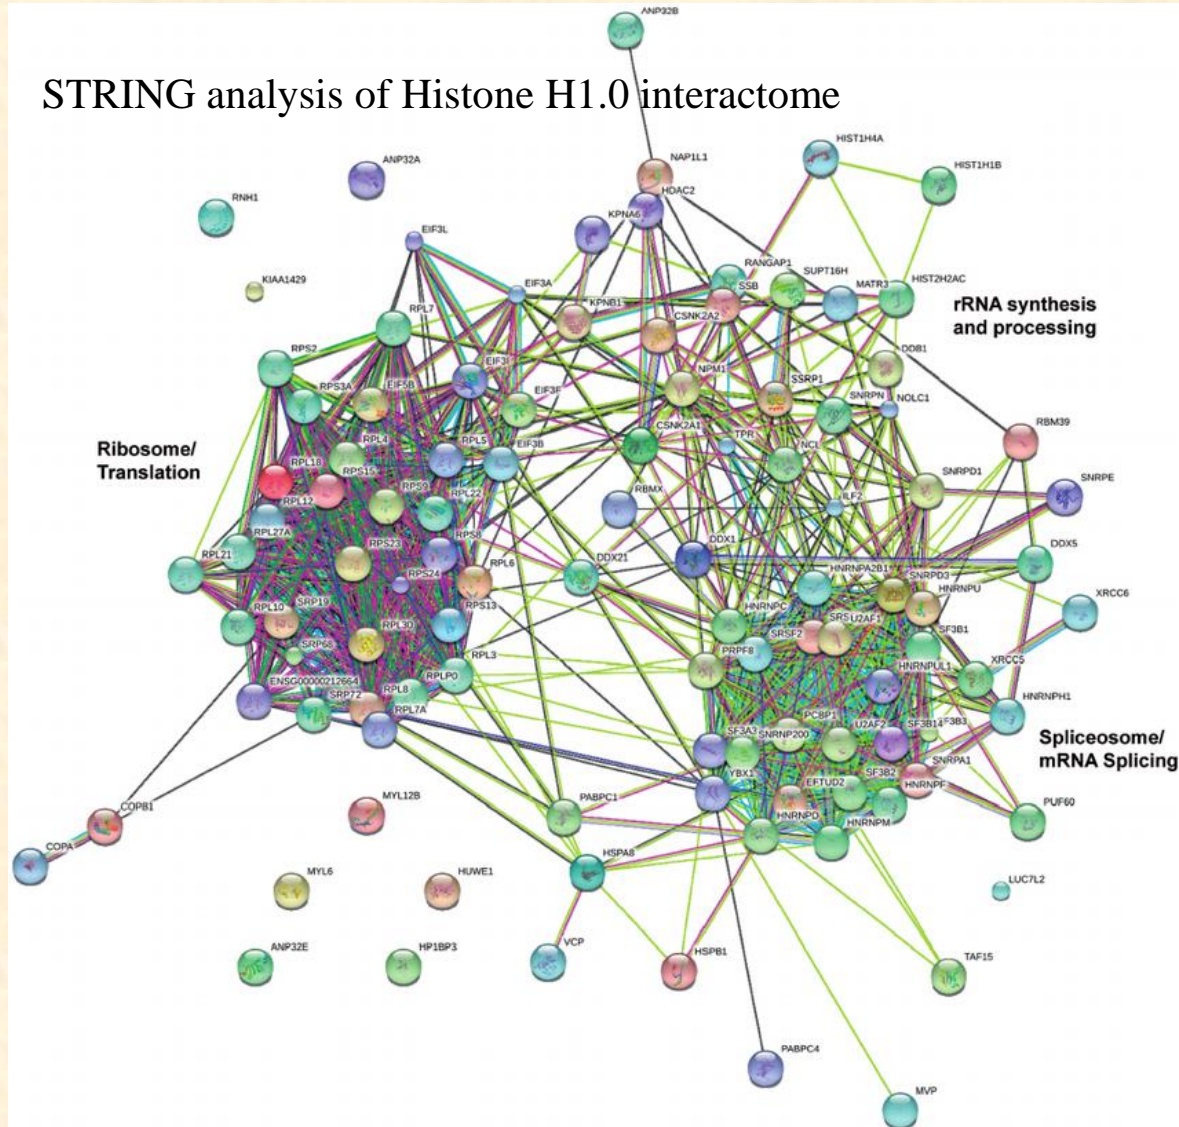 ANP32B
STRING analysis of Histone H1.0 interactome
HIST1H4A
NAP1L1
ANP32A
HIST1H1B
HDAC2
RNH1
KPNA6
EIF3L
RANGAP1
SUPT16H
KIAA1429
EIF3A
SSB
MATR3
HIST2H2AC
rRNA synthesis
and processing
RPL7
KPNB1
CSNK2A2
RPS2
EIF3I
NPM1
DDB1
RPS3A
EIF5B
EIF3F
SSRP1
SNRPN
NOLC1
RBM39
CSNK2A1
TPR
Ribosome/
Translation
RPL4
RPL5
EIF3B
NCL
RPL18
RPS15
SNRPD1
SNRPE
RPS9
RPL22
RBMX
ILF2
RPL12
RPL27A
RPS8
RPS23
DDX1
DDX5
RPL21
RPS24
RPL6
DDX21
HNRNPA2B1
SNRPD3
HNRNPU
RPL10
SRP19
RPS13
HNRNPC
SRS
U2AF1
XRCC6
RPL30
SRSF2
SF3B1
SRP68
RPL3
PRPF8
HNRNPUL1
XRCC5
ENSG00000212664
SRP72
RPL8
RPLP0
HNRNPH1
RPL7A
PCBP1
SF3A3
SNRNP200
U2AF2
SF3B14
SF3B3
Spliceosome/
mRNA Splicing
YBX1
EFTUD2
SF3B2
SNRPA1
HNRNPF
MYL12B
COPB1
PABPC1
HNRNPD
HNRNPM
PUF60
COPA
HSPA8
MYL6
HUWE1
LUC7L2
ANP32E
HP1BP3
VCP
HSPB1
TAF15
PABPC4
MVP